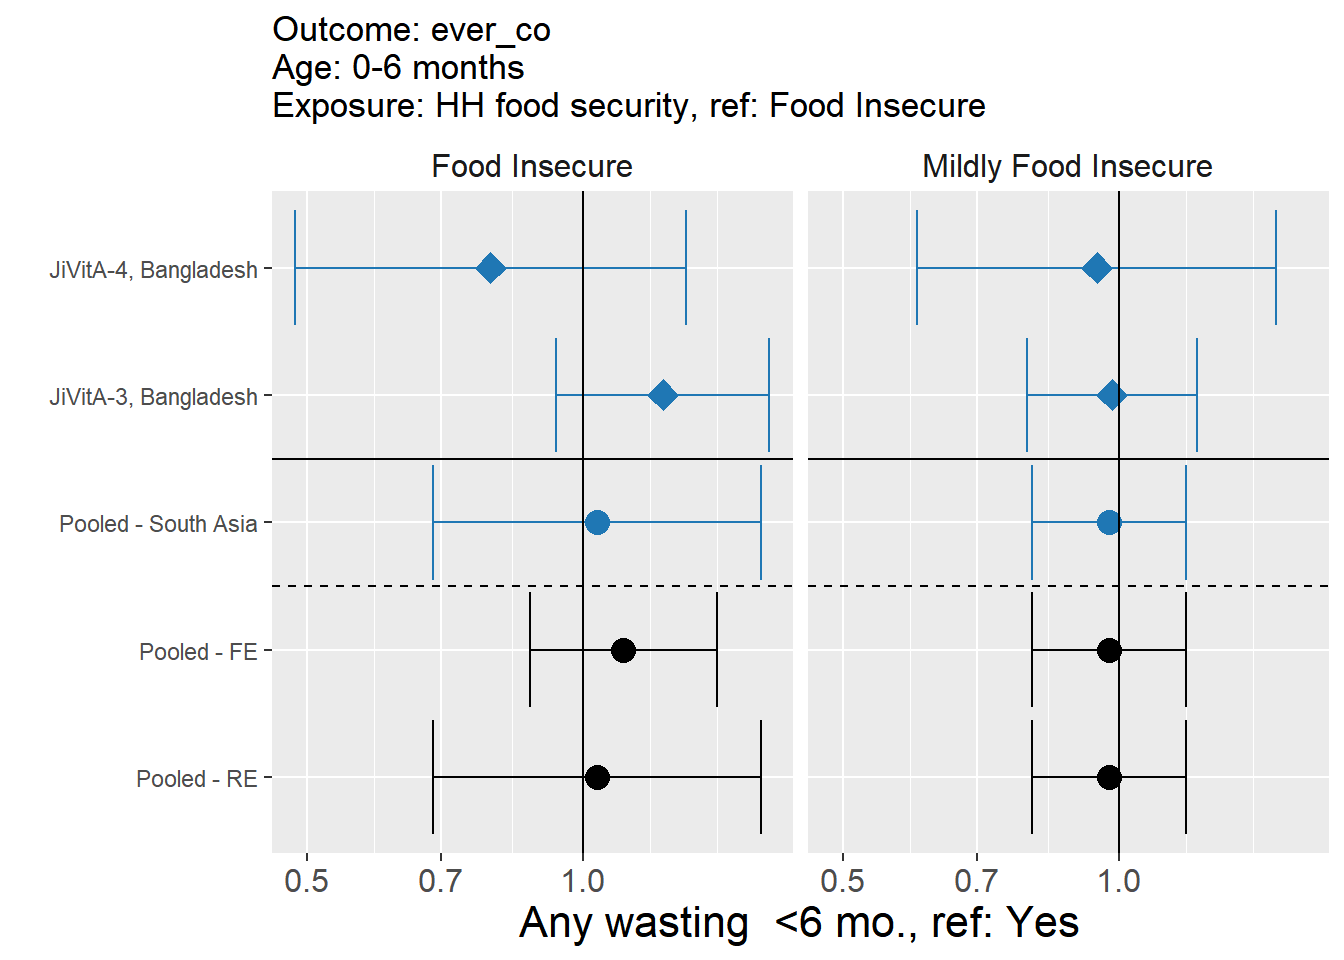 Outcome: ever_co
Age: 0-6 months
Exposure: HH food security, ref: Food Insecure
Food Insecure
Mildly Food Insecure
JiVitA-4, Bangladesh
JiVitA-3, Bangladesh
Pooled - South Asia
Pooled - FE
Pooled - RE
0.5 0.7 1.0
0.5 0.7 1.0
Any wasting  <6 mo., ref: Yes